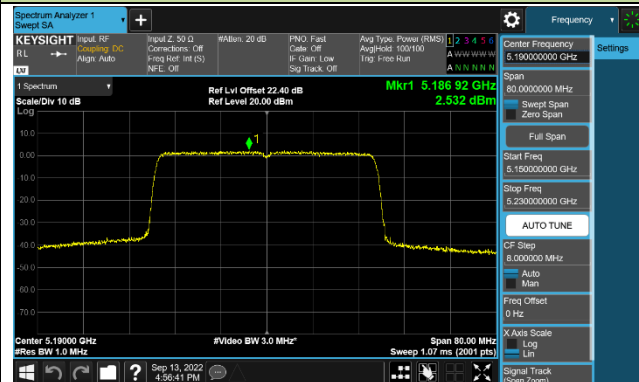 Spectrum Analyzer 1
Swept SA
Frequency
KEYSIGHT
RL
LXI
Input: RF
Coupling: DC
Align: Auto
Input Z: 50 Ω
Corrections: Off
Freq Ref: Int (S)
NFE: Off
#Atten: 20 dB
PNO: Fast
Gate: Off
IF Gain: Low
Sig Track: Off
Avg Type: Power (RMS)
Avg|Hold: 100/100
Trig: Free Run
1 2 3 4 5 6
A W W W W W
A N N N N N
1 Spectrum
Scale/Div 10 dB
Log
Ref Lvl Offset 22.40 dB
Ref Level 20.00 dBm
Mkr1 5.186 92 GHz
2.532 dBm
1
10.0
0.00
-10.0
-20.0
-30.0
-40.0
-50.0
-60.0
-70.0
Center 5.19000 GHz
#Res BW 1.0 MHz
#Video BW 3.0 MHz*
Span 80.00 MHz
Sweep 1.07 ms (2001 pts)
Center Frequency
5.190000000 GHz
Settings
Span
80.0000000 MHz
Swept Span
Zero Span
Full Span
Start Freq
5.150000000 GHz
Stop Freq
5.230000000 GHz
AUTO TUNE
CF Step
8.000000 MHz
Auto
Man
Freq Offset
0 Hz
X Axis Scale
Log
Lin
Signal Track
(Span Zoom)
?
Sep 13, 2022
4:56:41 PM